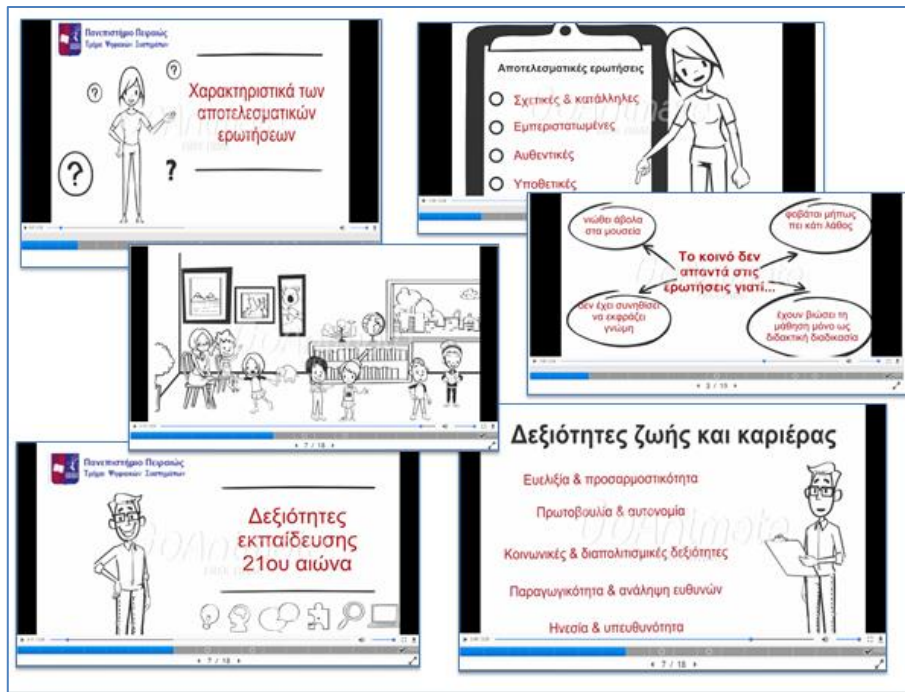 Πανεπιστήμιο Πειραιώς
Τμήμα Ψηφιακών Συστημάτων
Χαρακτηριστικά των
αποτελεσματικών
ερωτήσεων
Αποτελεσματικές ερωτήσεις
Σχετικές & κατάλληλες
Εμπεριστατωμένες
Αυθεντικές
Υποθετικές
νιώθει άβολα
στα μουσεία
φοβάται μήπως
πει κάτι λάθος
Το κοινό δεν
απαντά στις
ερωτήσεις γιατί...
δεν έχει συνηθίσει
να εκφράζει
γνώμη
έχουν βιώσει τη
μάθηση μόνο ως
διδακτική διαδικασία
3 / 18
7 / 18
Πανεπιστήμιο Πειραιώς
Τμήμα Ψηφιακών Συστημάτων
Δεξιότητες
εκπαίδευσης
21ου αιώνα
7 / 18
Δεξιότητες ζωής και καριέρας
Ευελιξία & προσαρμοστικότητα
Πρωτοβουλία & αυτονομία
Κοινωνικές & διαπολιτισμικές δεξιότητες
Παραγωγικότητα & ανάληψη ευθυνών
Ηγεσία & υπευθυνότητα
GoAnimate
7 / 18